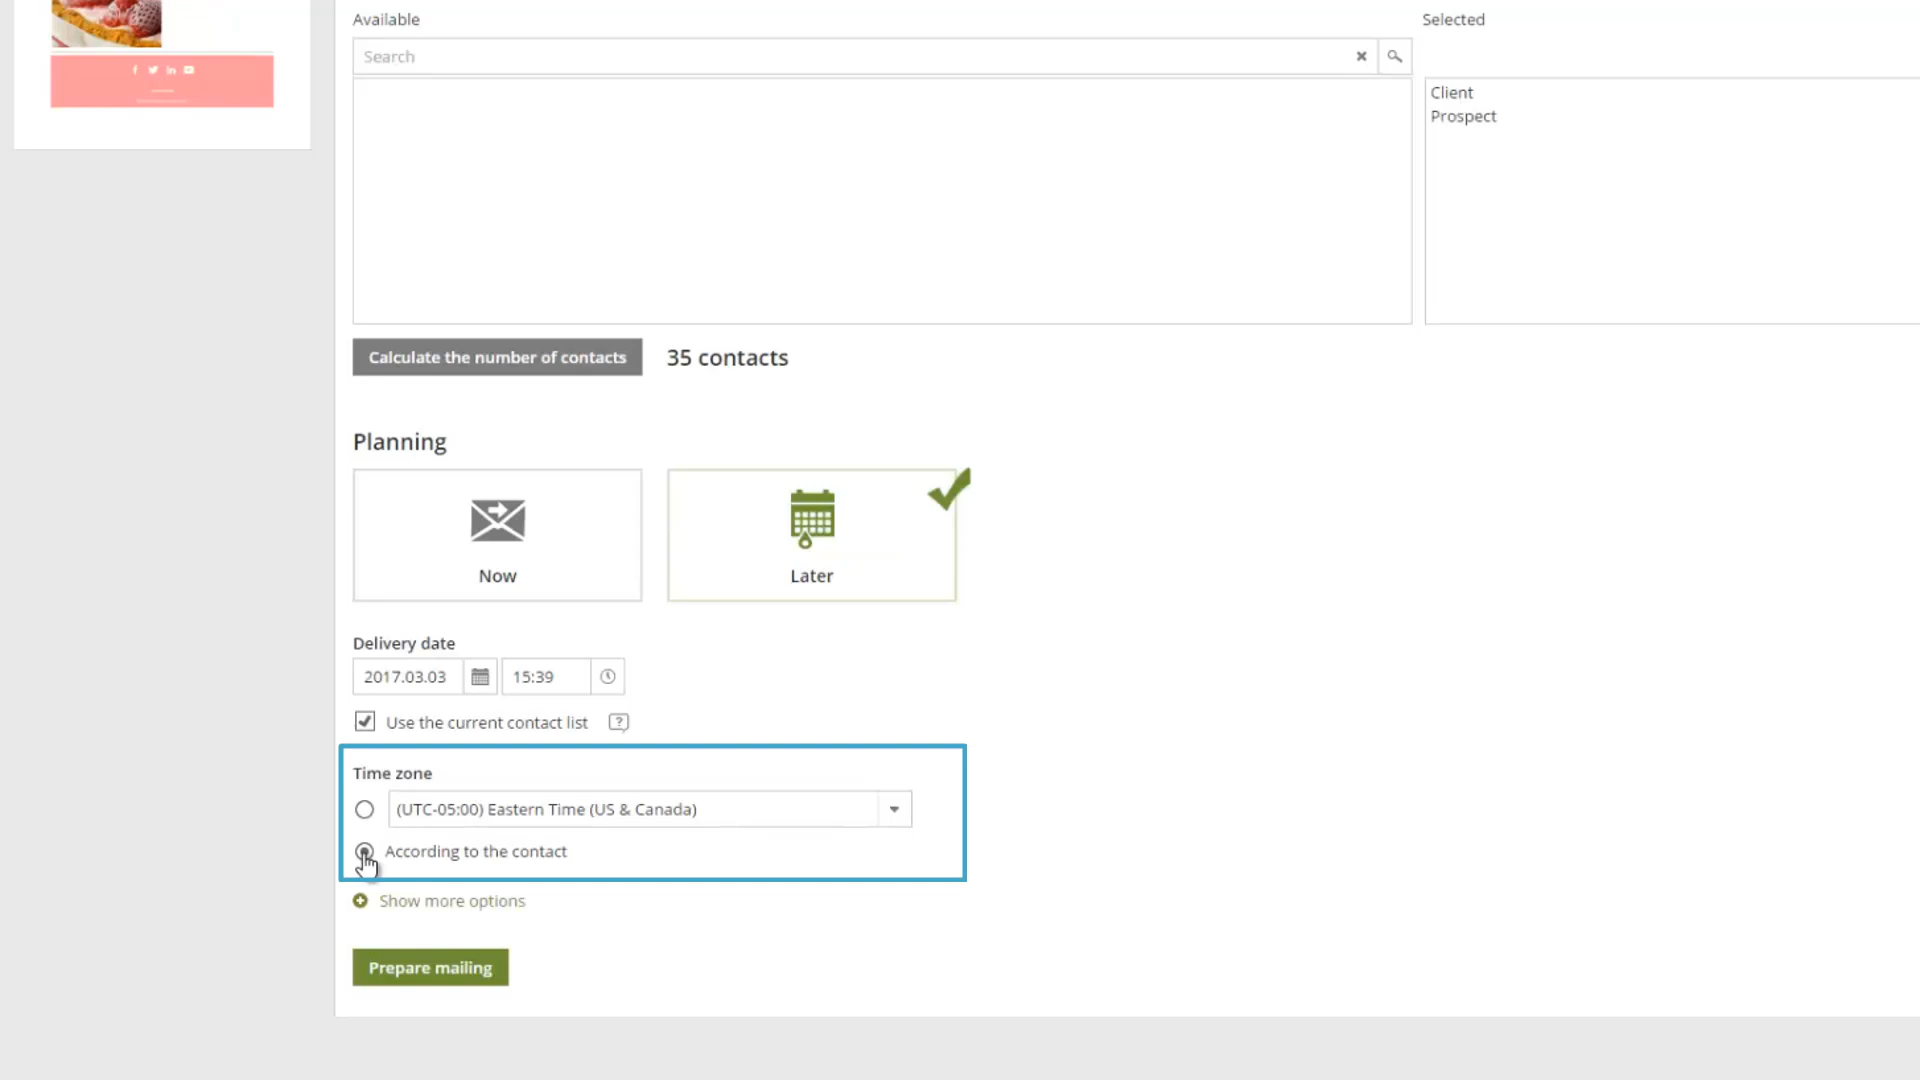 Available
Selected
Search
Client
Prospect
Calculate the number of contacts
35 contacts
Planning
Now
Later
Delivery date
2017.03.03
15:39
Use the current contact list
?
Time zone
(UTC-05:00) Eastern Time (US & Canada)
According to the contact
Show more options
Prepare mailing